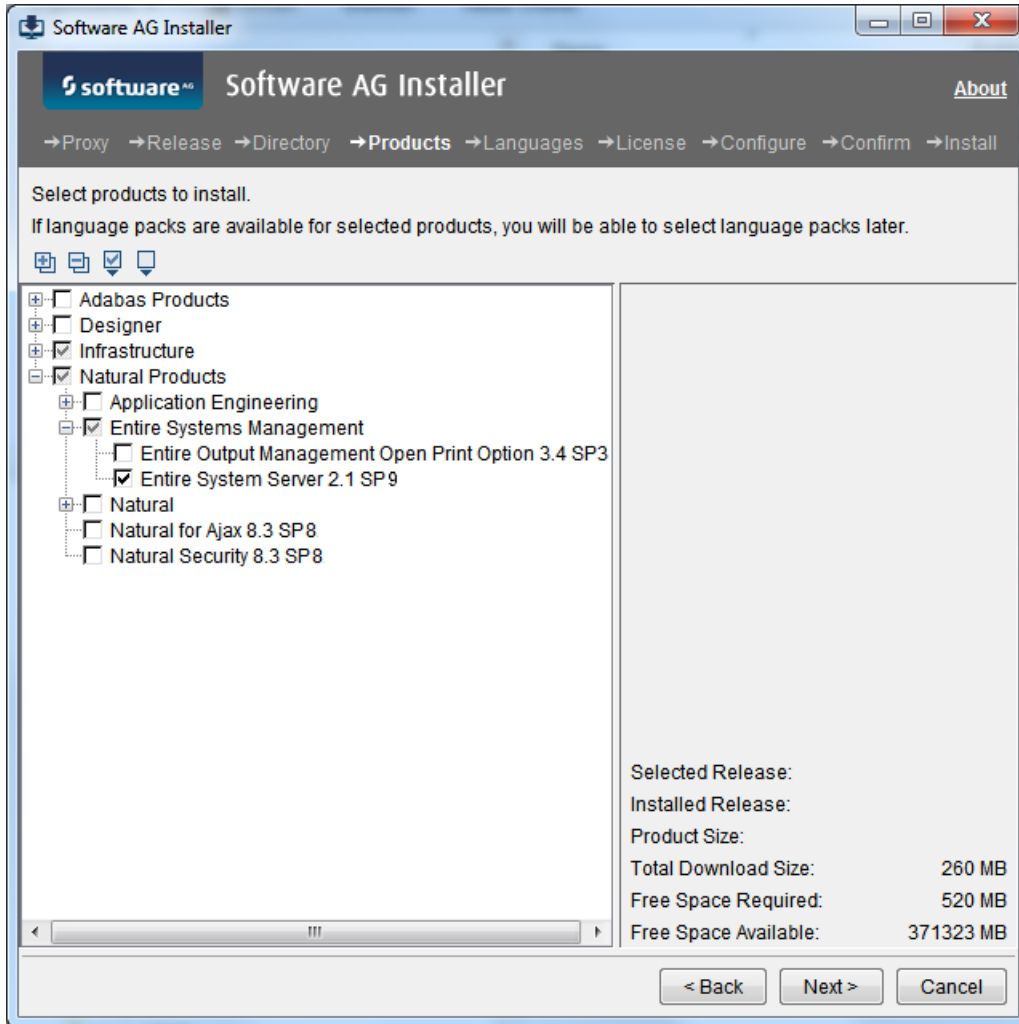 Software AG Installer
software AG Software AG Installer About
→Proxy →Release →Directory →Products →Languages →License →Configure →Confirm →Install
Select products to install.
If language packs are available for selected products, you will be able to select language packs later.
Adabas Products
Designer
Infrastructure
Natural Products
Application Engineering
Entire Systems Management
Entire Output Management Open Print Option 3.4 SP3
Entire System Server 2.1 SP9
Natural
Natural for Ajax 8.3 SP8
Natural Security 8.3 SP8
Selected Release:
Installed Release:
Product Size:
Total Download Size: 260 MB
Free Space Required: 520 MB
Free Space Available: 371323 MB
< Back Next > Cancel